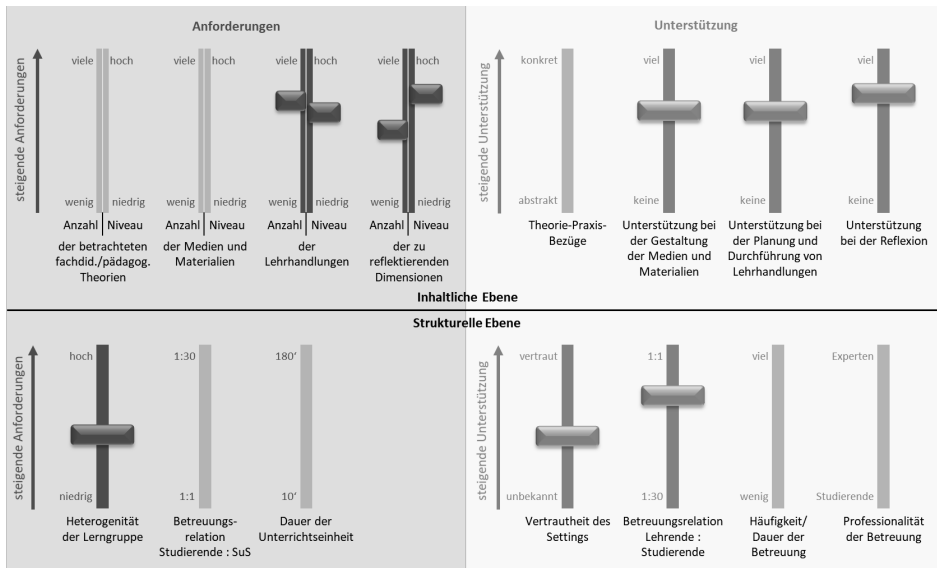 Anforderungen
steigende Anforderungen
viele hoch
wenig niedrig
Anzahl Niveau
der betrachteten
fachdid./pädagog.
Theorien
viele hoch
wenig niedrig
Anzahl Niveau
der Medien und
Materialien
viele hoch
wenig niedrig
Anzahl Niveau
der
Lehrhandlungen
viele hoch
wenig niedrig
Anzahl Niveau
der zu
reflektierenden
Dimensionen
Unterstützung
steigende Unterstützung
konkret
abstrakt
Theorie-Praxis-
Bezüge
viel
keine
Unterstützung bei
der Gestaltung
der Medien und
Materialien
viel
keine
Unterstützung bei
der Planung und
Durchführung von
Lehrhandlungen
viel
keine
Unterstützung
bei der Reflexion
Inhaltliche Ebene
Strukturelle Ebene
steigende Anforderungen
hoch
niedrig
Heterogenität
der Lerngruppe
1:30
1:1
Betreuungs-
relation
Studierende : SuS
180'
10'
Dauer der
Unterrichtseinheit
steigende Unterstützung
vertraut
unbekannt
Vertrautheit des
Settings
1:1
1:30
Betreuungsrelation
Lehrende :
Studierende
viel
wenig
Häufigkeit/
Dauer der
Betreuung
Experten
Studierende
Professionalität
der Betreuung